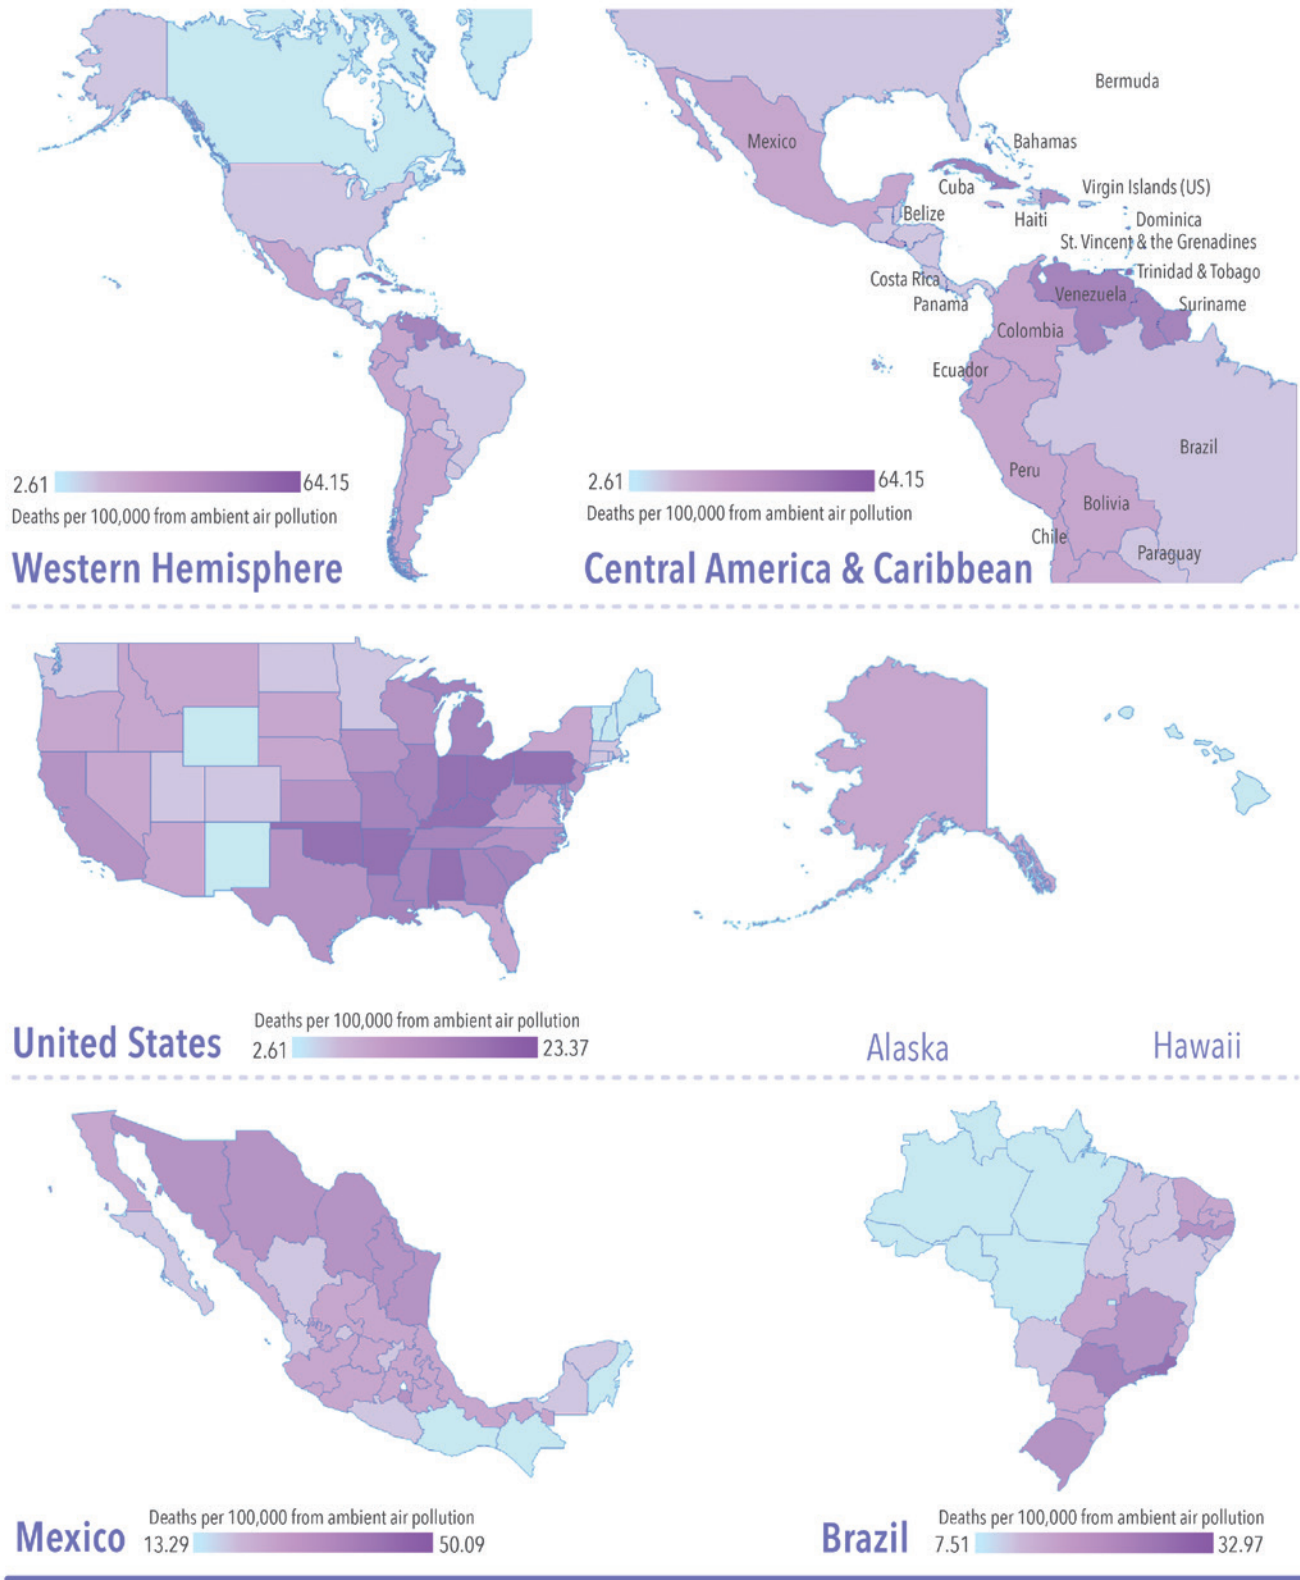 Bermuda
Mexico
Bahamas
Cuba
Virgin Islands (US)
Belize
Haiti
Dominica
St. Vincent & the Grenadines
Costa Rica
Trinidad & Tobago
Panama
Venezuela
Suriname
Colombia
Ecuador
Brazil
Peru
Bolivia
Chile
Paraguay
2.61 64.15
Deaths per 100,000 from ambient air pollution
Western Hemisphere
2.61 64.15
Deaths per 100,000 from ambient air pollution
Central America & Caribbean
Deaths per 100,000 from ambient air pollution
United States 2.61 23.37
Alaska
Hawaii
Deaths per 100,000 from ambient air pollution
Mexico 13.29 50.09
Deaths per 100,000 from ambient air pollution
Brazil 7.51 32.97